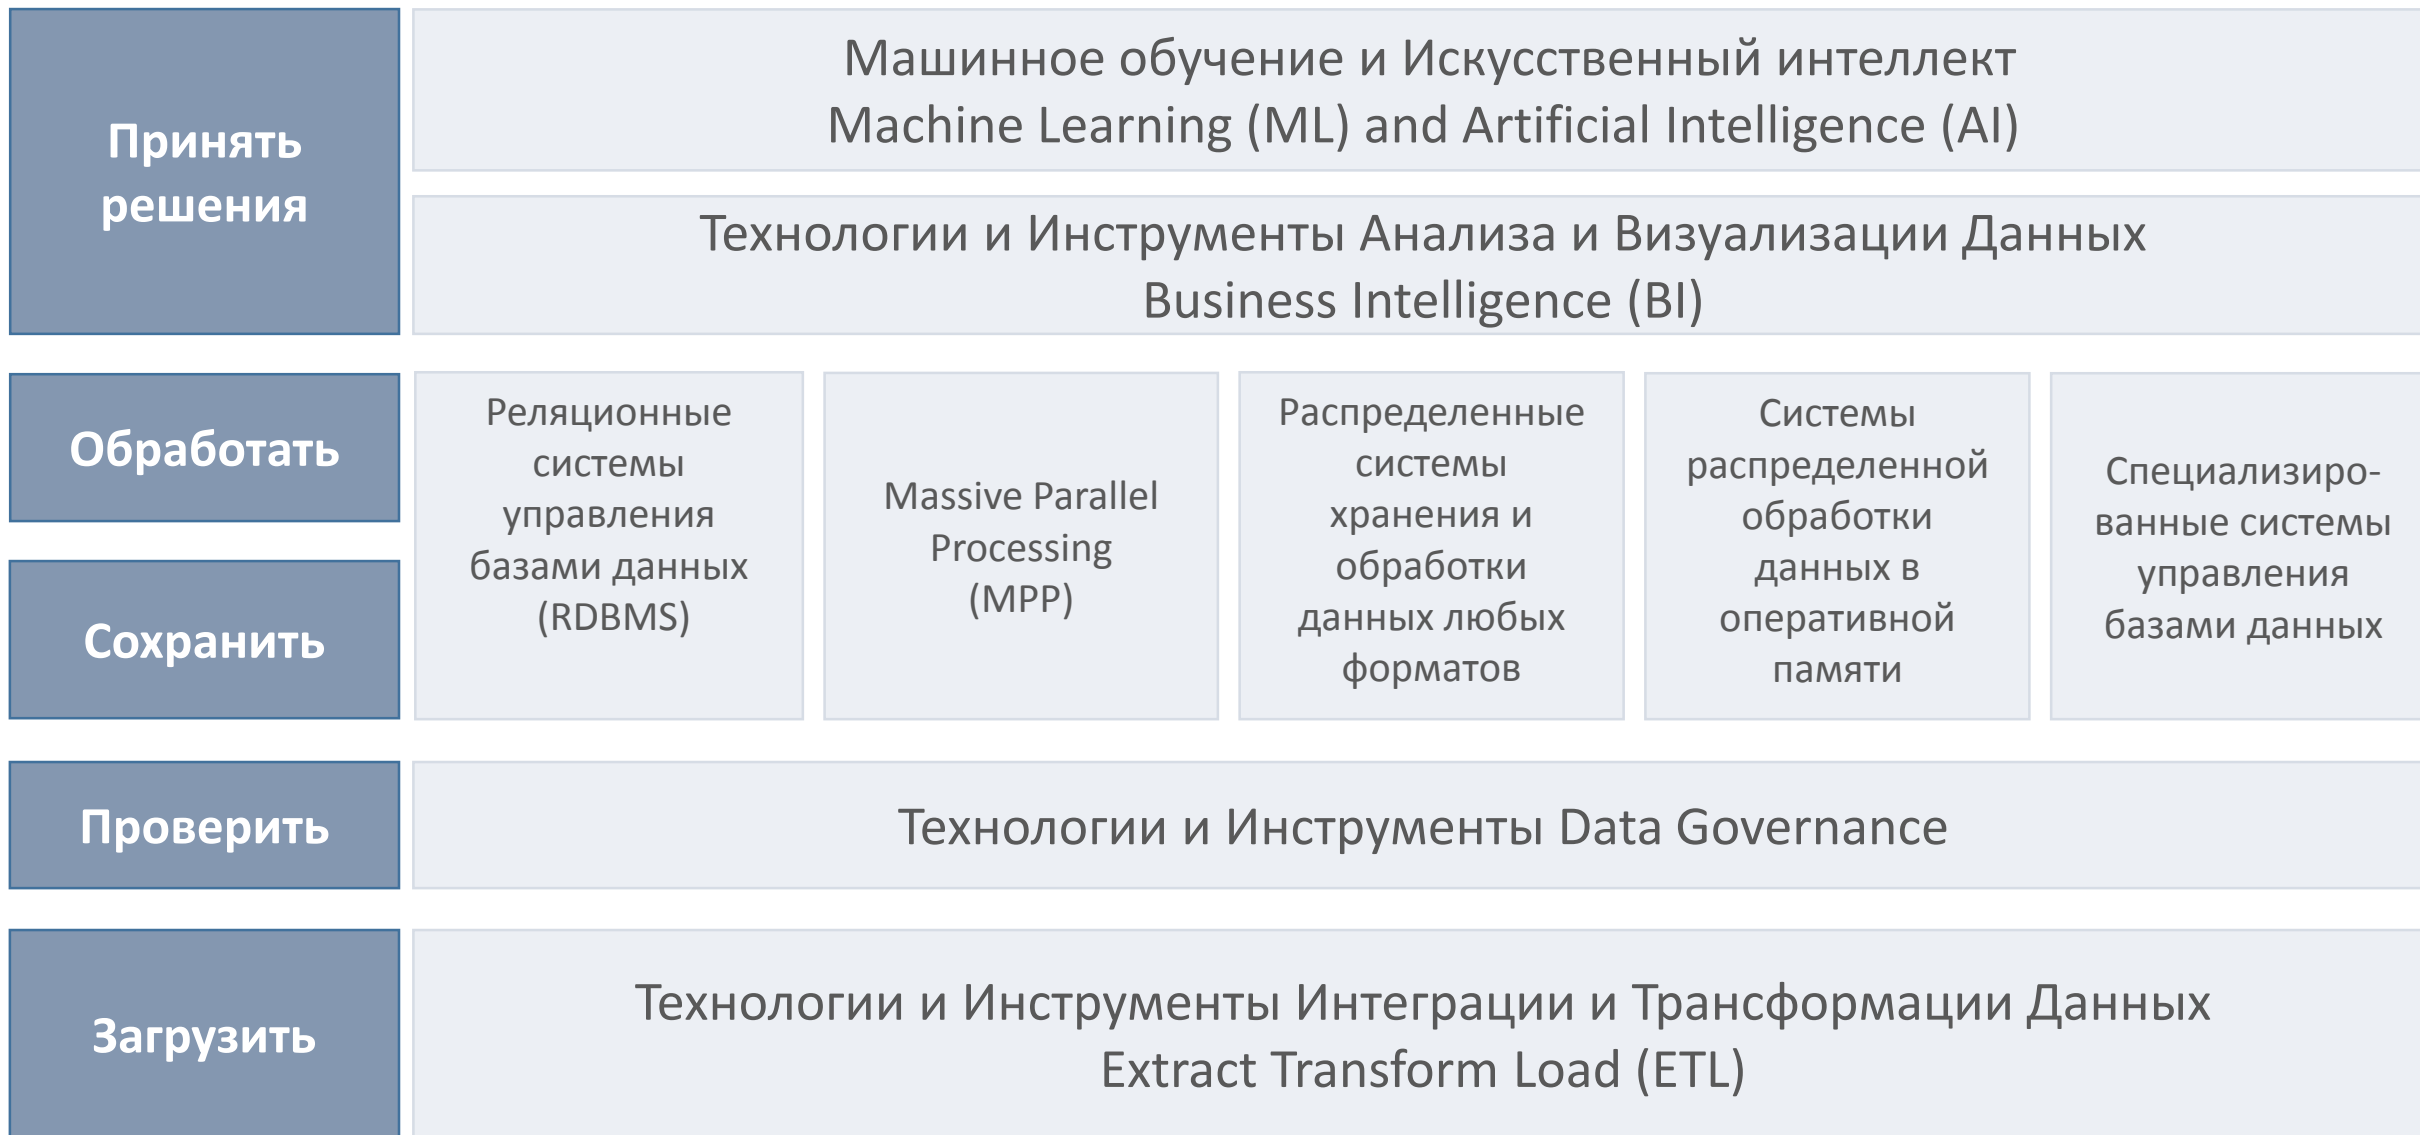 Принять
решения
Машинное обучение и Искусственный интеллект
Machine Learning (ML) and Artificial Intelligence (AI)
Технологии и Инструменты Анализа и Визуализации Данных
Business Intelligence (BI)
Обработать
Сохранить
Реляционные
системы
управления
базами данных
(RDBMS)
Massive Parallel
Processing
(MPP)
Распределенные
системы
хранения и
обработки
данных любых
форматов
Системы
распределенной
обработки
данных в
оперативной
памяти
Специализиро-
ванные системы
управления
базами данных
Проверить
Технологии и Инструменты Data Governance
Загрузить
Технологии и Инструменты Интеграции и Трансформации Данных
Extract Transform Load (ETL)